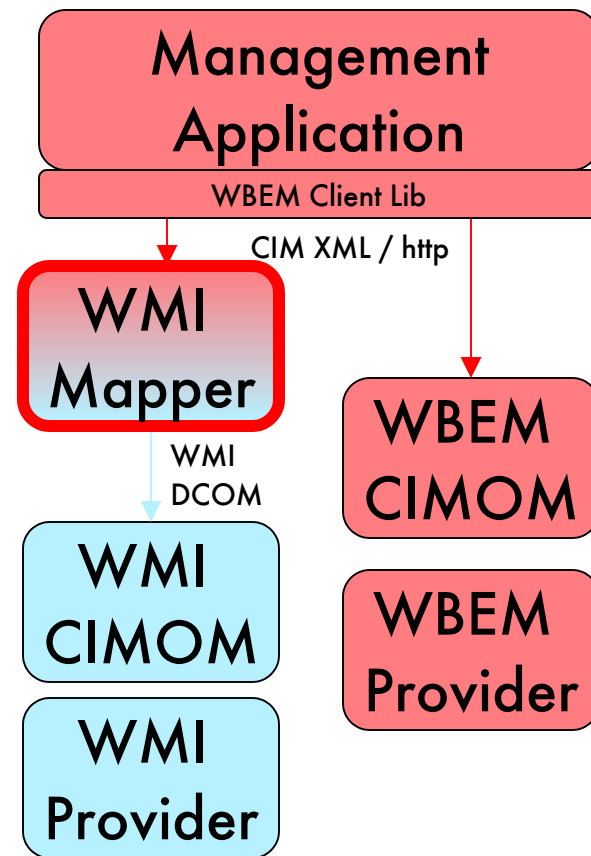 Management
Application
WBEM Client Lib
CIM XML / http
WMI
Mapper
WMI
DCOM
WBEM
CIMOM
WMI
CIMOM
WBEM
Provider
WMI
Provider